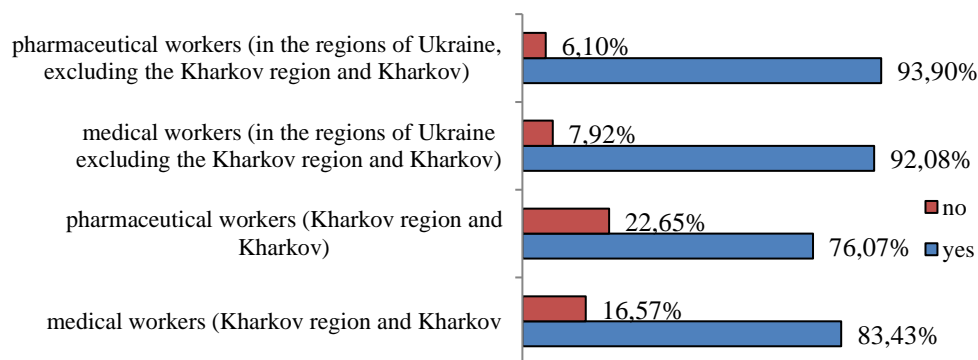 pharmaceutical workers (in the regions of Ukraine,
excluding the Kharkov region and Kharkov)
6,10%
93,90%
medical workers (in the regions of Ukraine
excluding the Kharkov region and Kharkov)
7,92%
92,08%
pharmaceutical workers (Kharkov region and
Kharkov)
22,65%
76,07%
medical workers (Kharkov region and Kharkov
16,57%
83,43%
no
yes